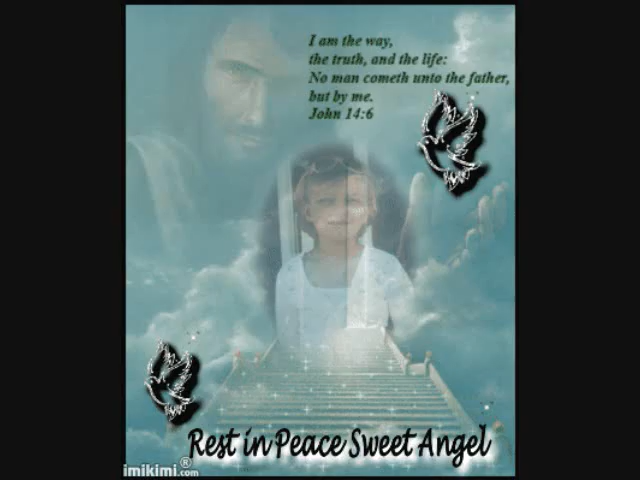 I am the way,
the truth, and the life:
No man cometh unto the father,
but by me.
John 14:6
Rest in Peace Sweet Angel
imikimi.com®